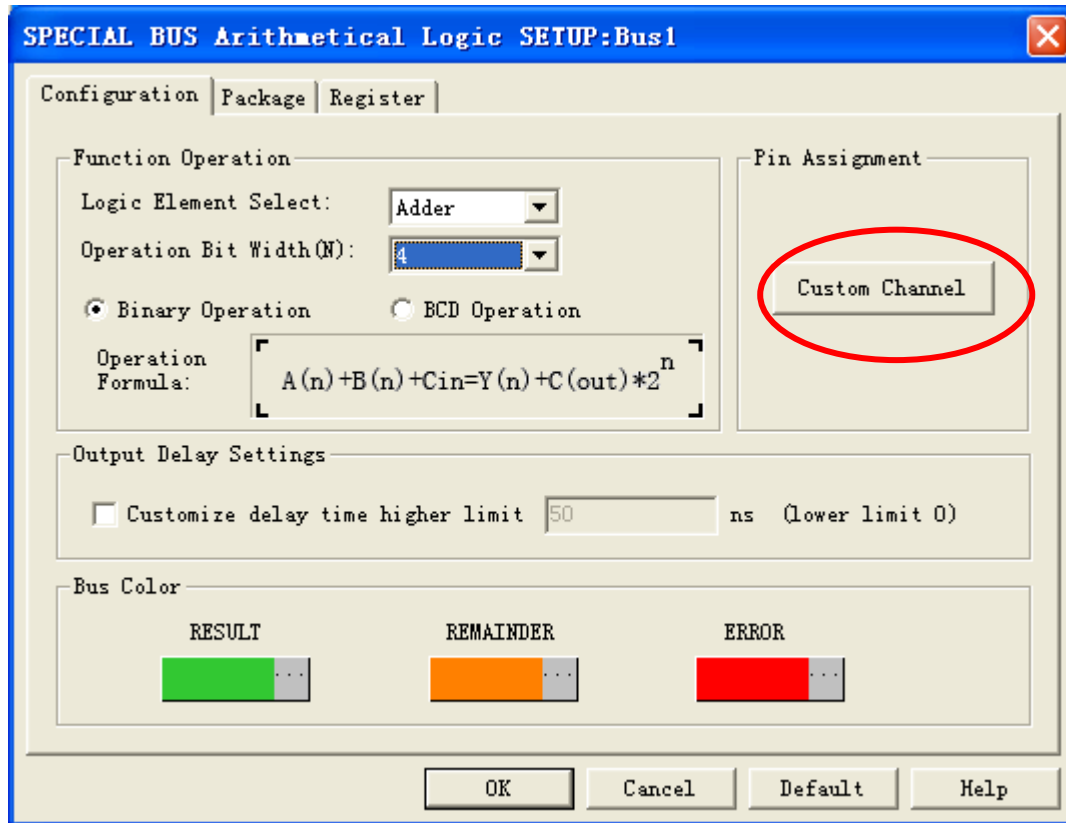 SPECIAL BUS Arithmetical Logic SETUP:Bus1
Configuration Package Register
Function Operation
Logic Element Select: Adder
Operation Bit Width(N): 4
Binary Operation BCD Operation
Operation
Formula: A(n)+B(n)+Cin=Y(n)+C(out)*2^n
Pin Assignment
Custom Channel
Output Delay Settings
Customize delay time higher limit 50 ns (lower limit 0)
Bus Color
RESULT REMAINDER ERROR
... ... ...
OK Cancel Default Help